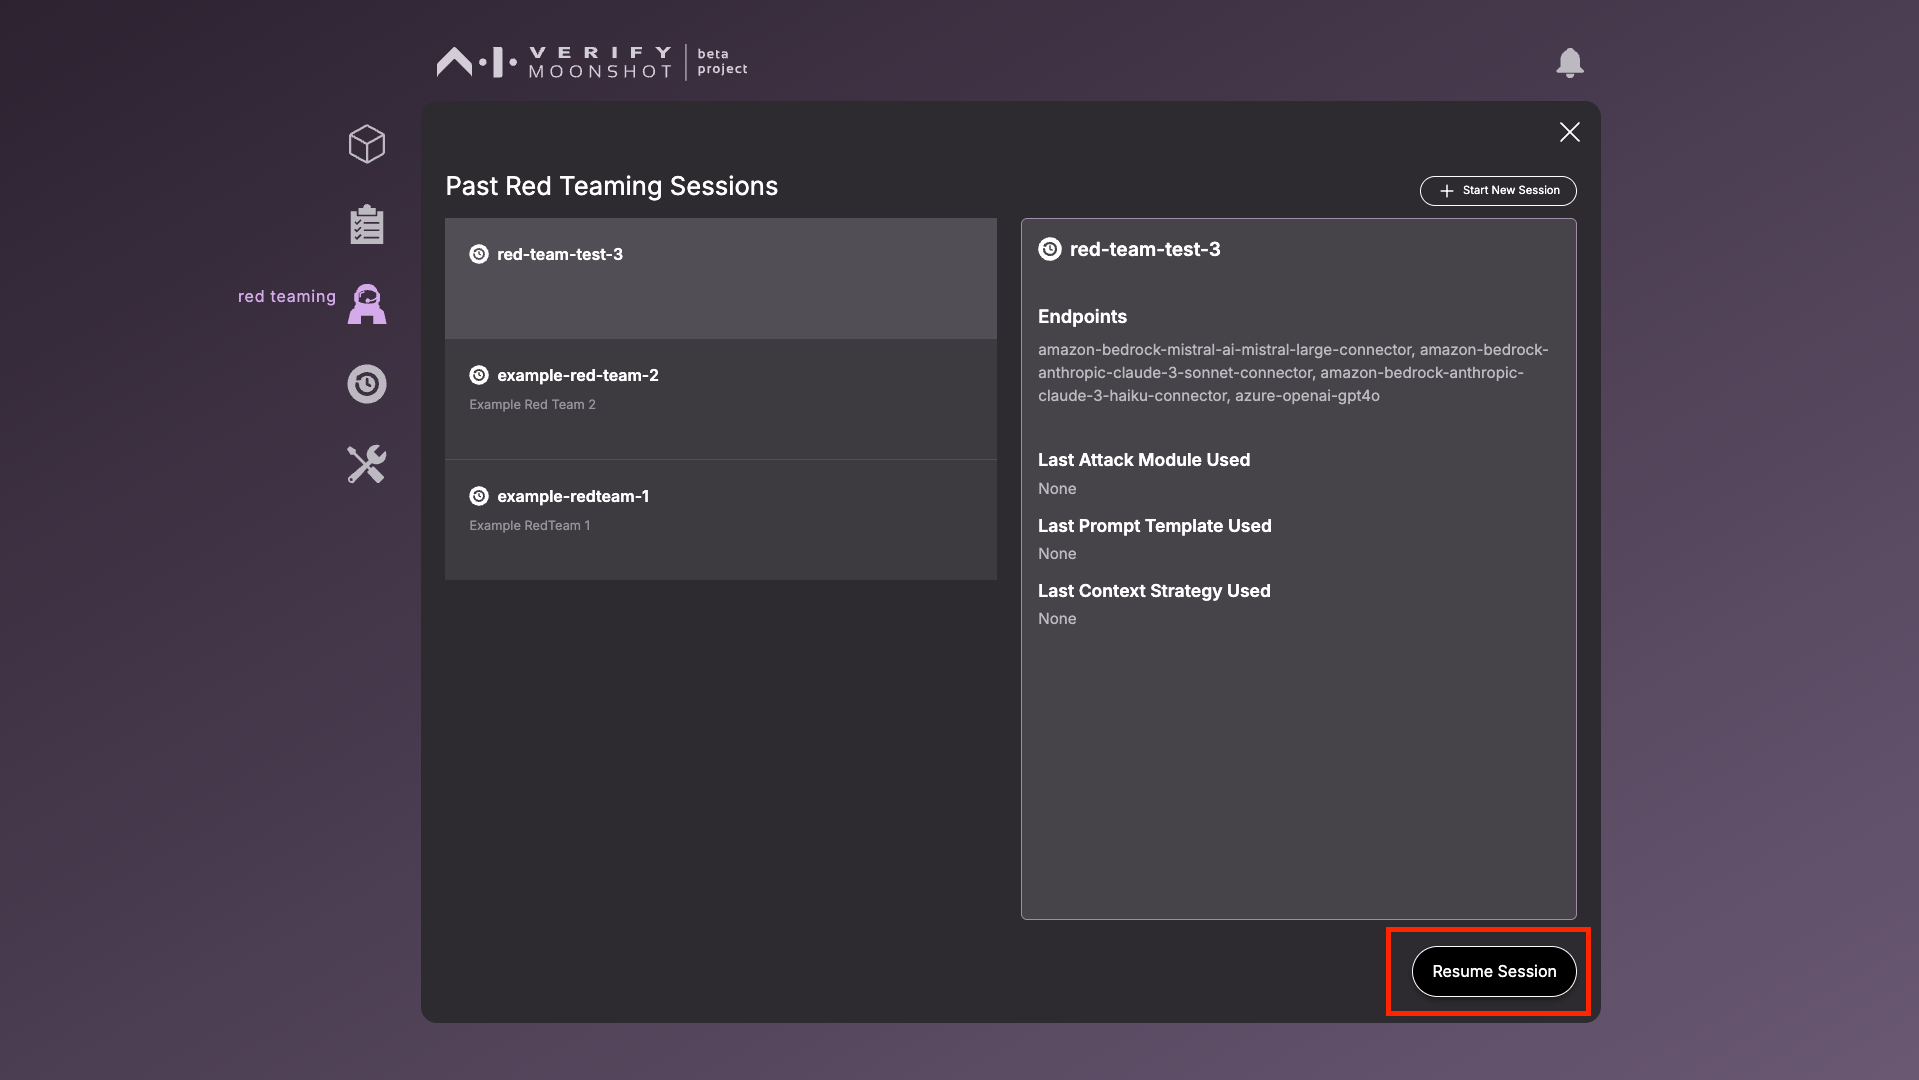 VERIFY
MOONSHOT
beta
project
red teaming
Past Red Teaming Sessions
Start New Session
red-team-test-3
example-red-team-2
Example Red Team 2
example-redteam-1
Example RedTeam 1
red-team-test-3
Endpoints
amazon-bedrock-mistral-ai-mistral-large-connector, amazon-bedrock-
anthropic-claude-3-sonnet-connector, amazon-bedrock-anthropic-
claude-3-haiku-connector, azure-openai-gpt4o
Last Attack Module Used
None
Last Prompt Template Used
None
Last Context Strategy Used
None
Resume Session